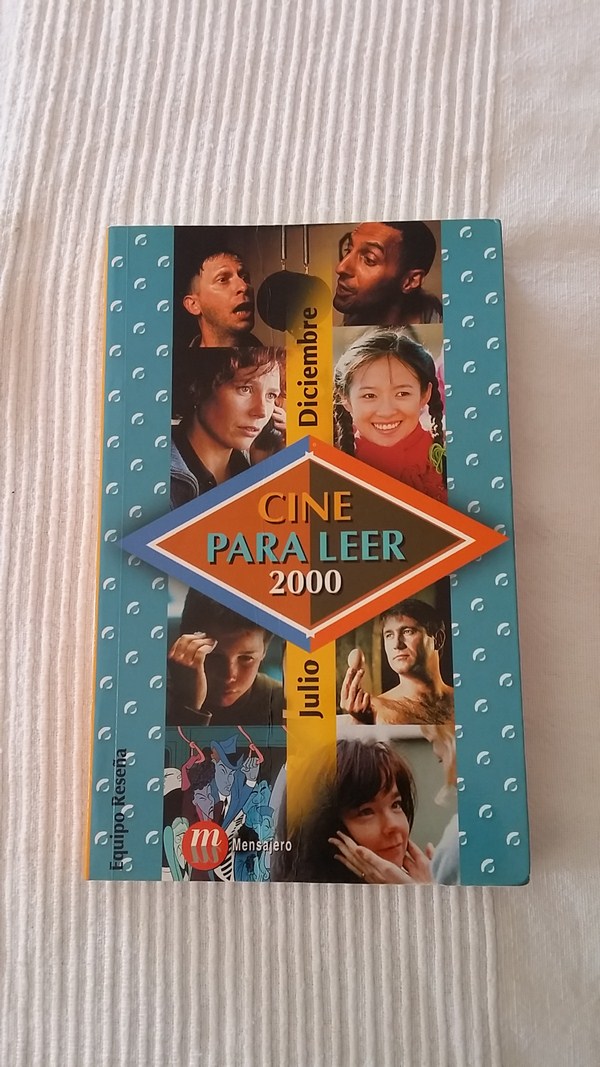 Diciembre
CINE
PARA LEER
2000
Julio
Equipo Reseña
m
Mensajero